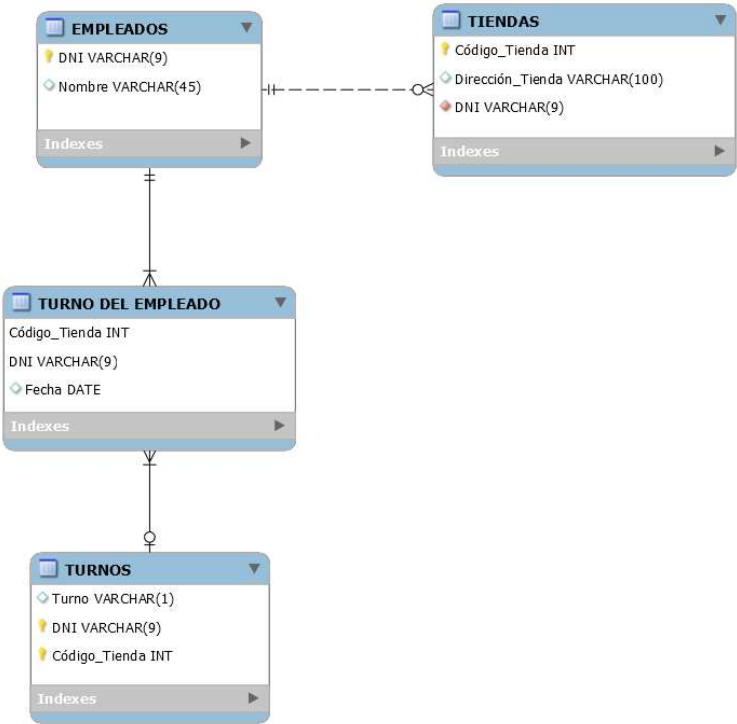 EMPLEADOS
DNI VARCHAR(9)
Nombre VARCHAR(45)
Indexes
TIENDAS
Código_Tienda INT
Dirección_Tienda VARCHAR(100)
DNI VARCHAR(9)
Indexes
TURNO DEL EMPLEADO
Código_Tienda INT
DNI VARCHAR(9)
Fecha DATE
Indexes
TURNOS
Turno VARCHAR(1)
DNI VARCHAR(9)
Código_Tienda INT
Indexes